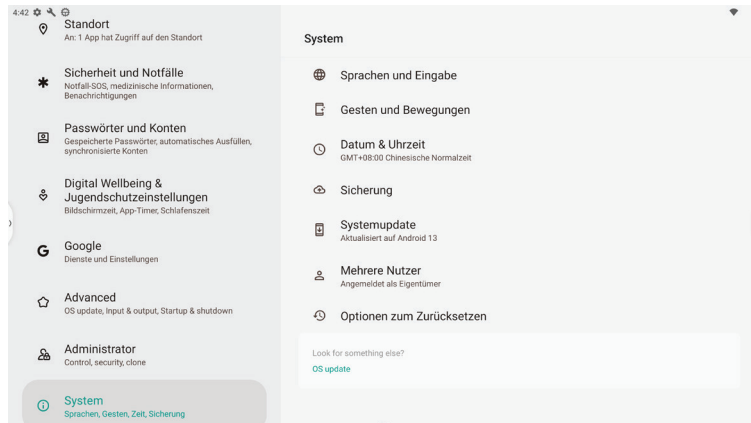 4:42
Standort
An: 1 App hat Zugriff auf den Standort
Sicherheit und Notfälle
Notfall-SOS, medizinische Informationen,
Benachrichtigungen
Passwörter und Konten
Gespeicherte Passwörter, automatisches Ausfüllen,
synchronisierte Konten
Digital Wellbeing &
Jugendschutzeinstellungen
Bildschirmzeit, App-Timer, Schlafenszeit
Google
Dienste und Einstellungen
Advanced
OS update, Input & output, Startup & shutdown
Administrator
Control, security, clone
System
Sprachen, Gesten, Zeit, Sicherung
System
Sprachen und Eingabe
Gesten und Bewegungen
Datum & Uhrzeit
GMT+08:00 Chinesische Normalzeit
Sicherung
Systemupdate
Aktualisiert auf Android 13
Mehrere Nutzer
Angemeldet als Eigentümer
Optionen zum Zurücksetzen
Look for something else?
OS update